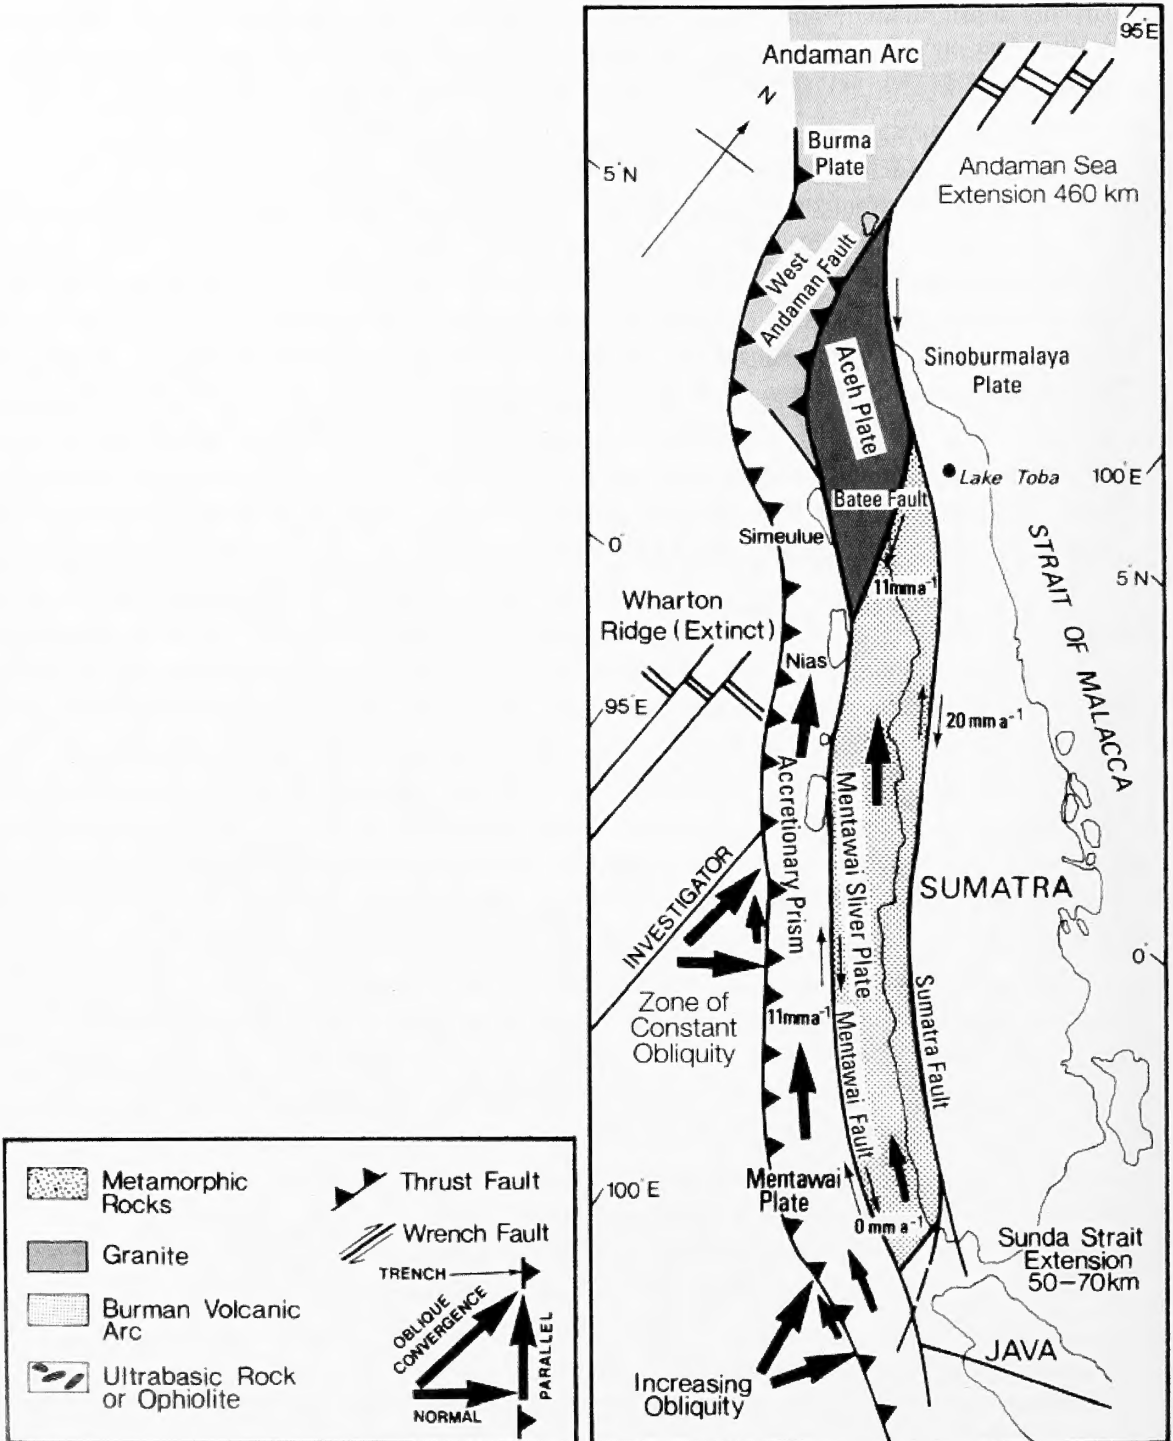 95°E
Andaman Arc
N
Burma
Plate
5°N
Andaman Sea
Extension 460 km
West
Andaman Fault
Aceh Plate
Sinoburmalaya
Plate
Lake Toba
100°E
Batee Fault
Simeulue
0°
STRAIT OF MALACCA
5°N
11mma⁻¹
Wharton
Ridge (Extinct)
Nias
95°E
20mma⁻¹
Accretionary Prism
Mentawai Sliver Plate
INVESTIGATOR
SUMATRA
0°
Zone of
Constant
Obliquity
11mma⁻¹
Mentawai Fault
Sumatra Fault
Mentawai
Plate
100°E
0mma⁻¹
Sunda Strait
Extension
50–70km
JAVA
Increasing
Obliquity
Metamorphic
Rocks
Granite
Burman Volcanic
Arc
Ultrabasic Rock
or Ophiolite
Thrust Fault
Wrench Fault
TRENCH
OBLIQUE
CONVERGENCE
PARALLEL
NORMAL